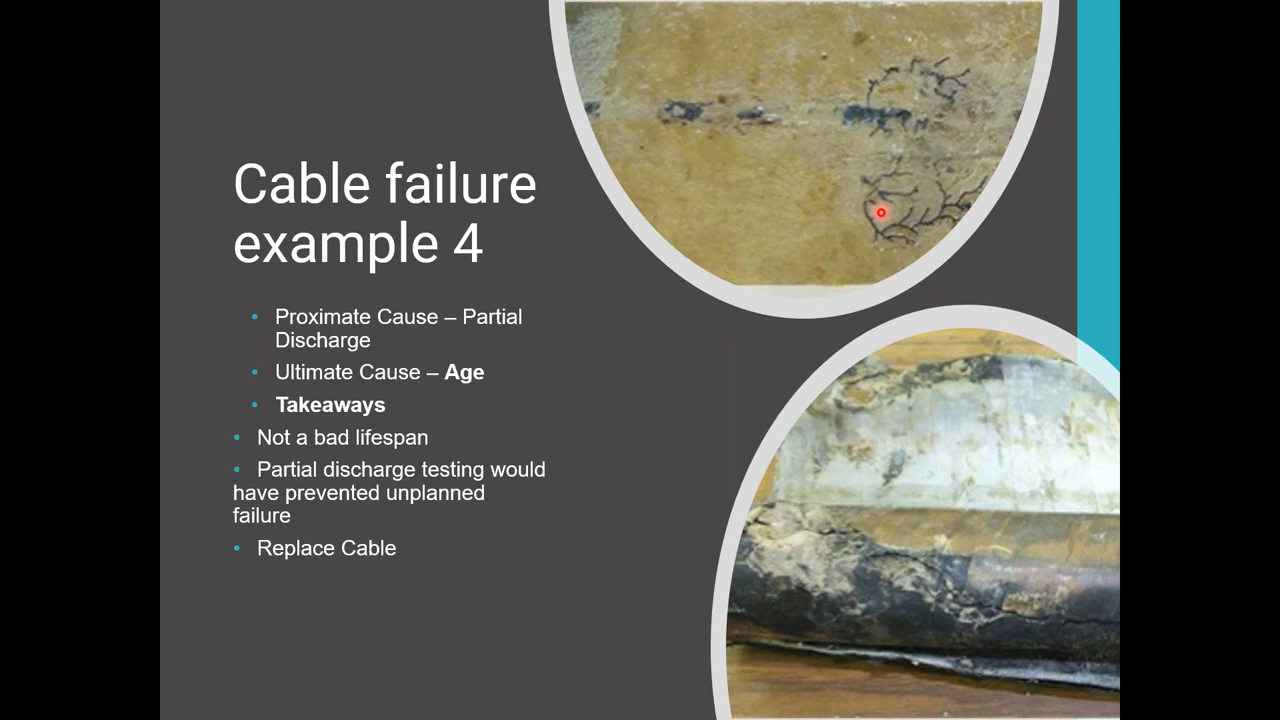 Cable failure
example 4
• Proximate Cause – Partial
Discharge
• Ultimate Cause – Age
• Takeaways
• Not a bad lifespan
• Partial discharge testing would
have prevented unplanned
failure
• Replace Cable